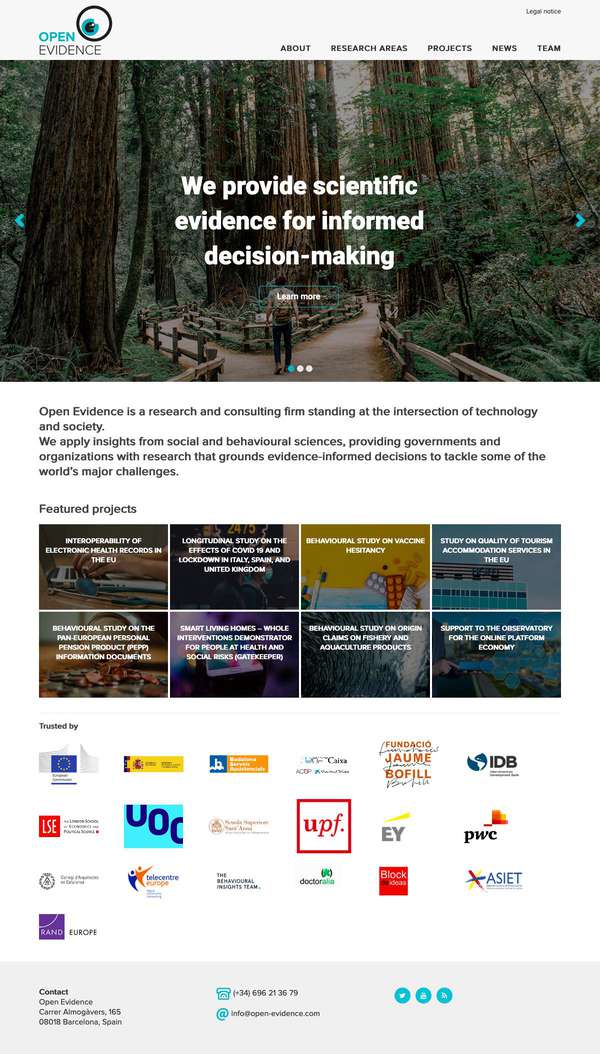 OPEN
EVIDENCE
Legal notice
ABOUT
RESEARCH AREAS
PROJECTS
NEWS
TEAM
We provide scientific
evidence for informed
decision-making
Learn more
Open Evidence is a research and consulting firm standing at the intersection of technology
and society.
We apply insights from social and behavioural sciences, providing governments and
organizations with research that grounds evidence-informed decisions to tackle some of the
world's major challenges.
Featured projects
INTEROPERABILITY OF
ELECTRONIC HEALTH RECORDS IN
THE EU
LONGITUDINAL STUDY ON THE
EFFECTS OF COVID 19 AND
LOCKDOWN IN ITALY, SPAIN, AND
UNITED KINGDOM
BEHAVIOURAL STUDY ON VACCINE
HESITANCY
STUDY ON QUALITY OF TOURISM
ACCOMMODATION SERVICES IN
THE EU
BEHAVIOURAL STUDY ON THE
PAN-EUROPEAN PERSONAL
PENSION PRODUCT (PEPP)
INFORMATION DOCUMENTS
SMART LIVING HOMES – WHOLE
INTERVENTIONS DEMONSTRATOR
FOR PEOPLE AT HEALTH AND
SOCIAL RISKS (GATEKEEPER)
BEHAVIOURAL STUDY ON ORIGIN
CLAIMS ON FISHERY AND
AQUACULTURE PRODUCTS
SUPPORT TO THE OBSERVATORY
FOR THE ONLINE PLATFORM
ECONOMY
Trusted by
European
Commission
Badalona
Serveis
Assistencials
Caixa
FUNDACIÓ
JAUME
BOFILL
IDB
Inter-American
Development Bank
LSE
THE LONDON SCHOOL
OF ECONOMICS AND
POLITICAL SCIENCE
UOC
Scuola Superiore
Sant'Anna
upf.
EY
pwc
Col·legi d'Arquitectes
de Catalunya
telecentre
europe
THE
BEHAVIOURAL
INSIGHTS TEAM
doctoralia
Block
ideas
ASIET
RAND
EUROPE
Contact
Open Evidence
Carrer Almogàvers, 165
08018 Barcelona, Spain
(+34) 696 21 36 79
info@open-evidence.com